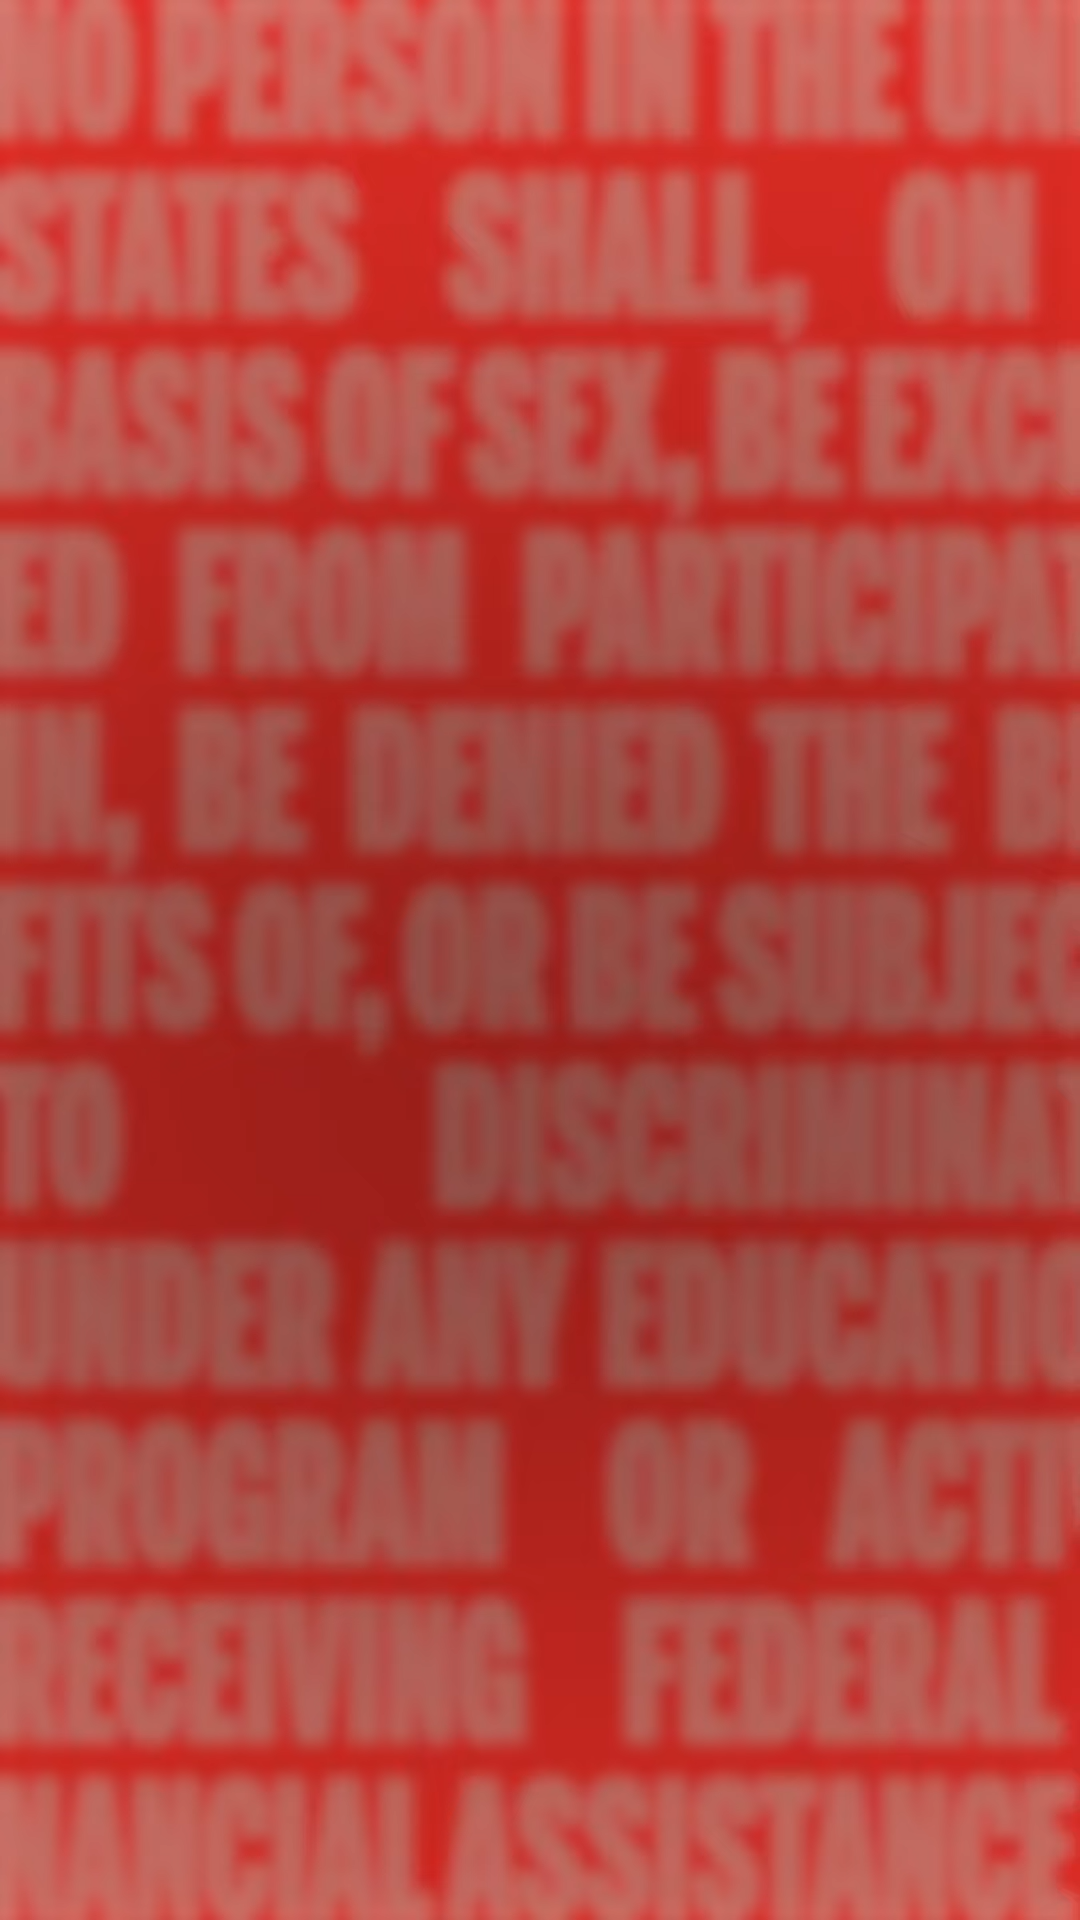 NO PERSON IN THE UNI
STATES SHALL, ON
BASIS OF SEX, BE EXCL
ED FROM PARTICIPAT
IN, BE DENIED THE BE
FITS OF, OR BE SUBJEC
TO DISCRIMINAT
UNDER ANY EDUCATIO
PROGRAM OR ACTIV
RECEIVING FEDERAL
NANCIAL ASSISTANCE